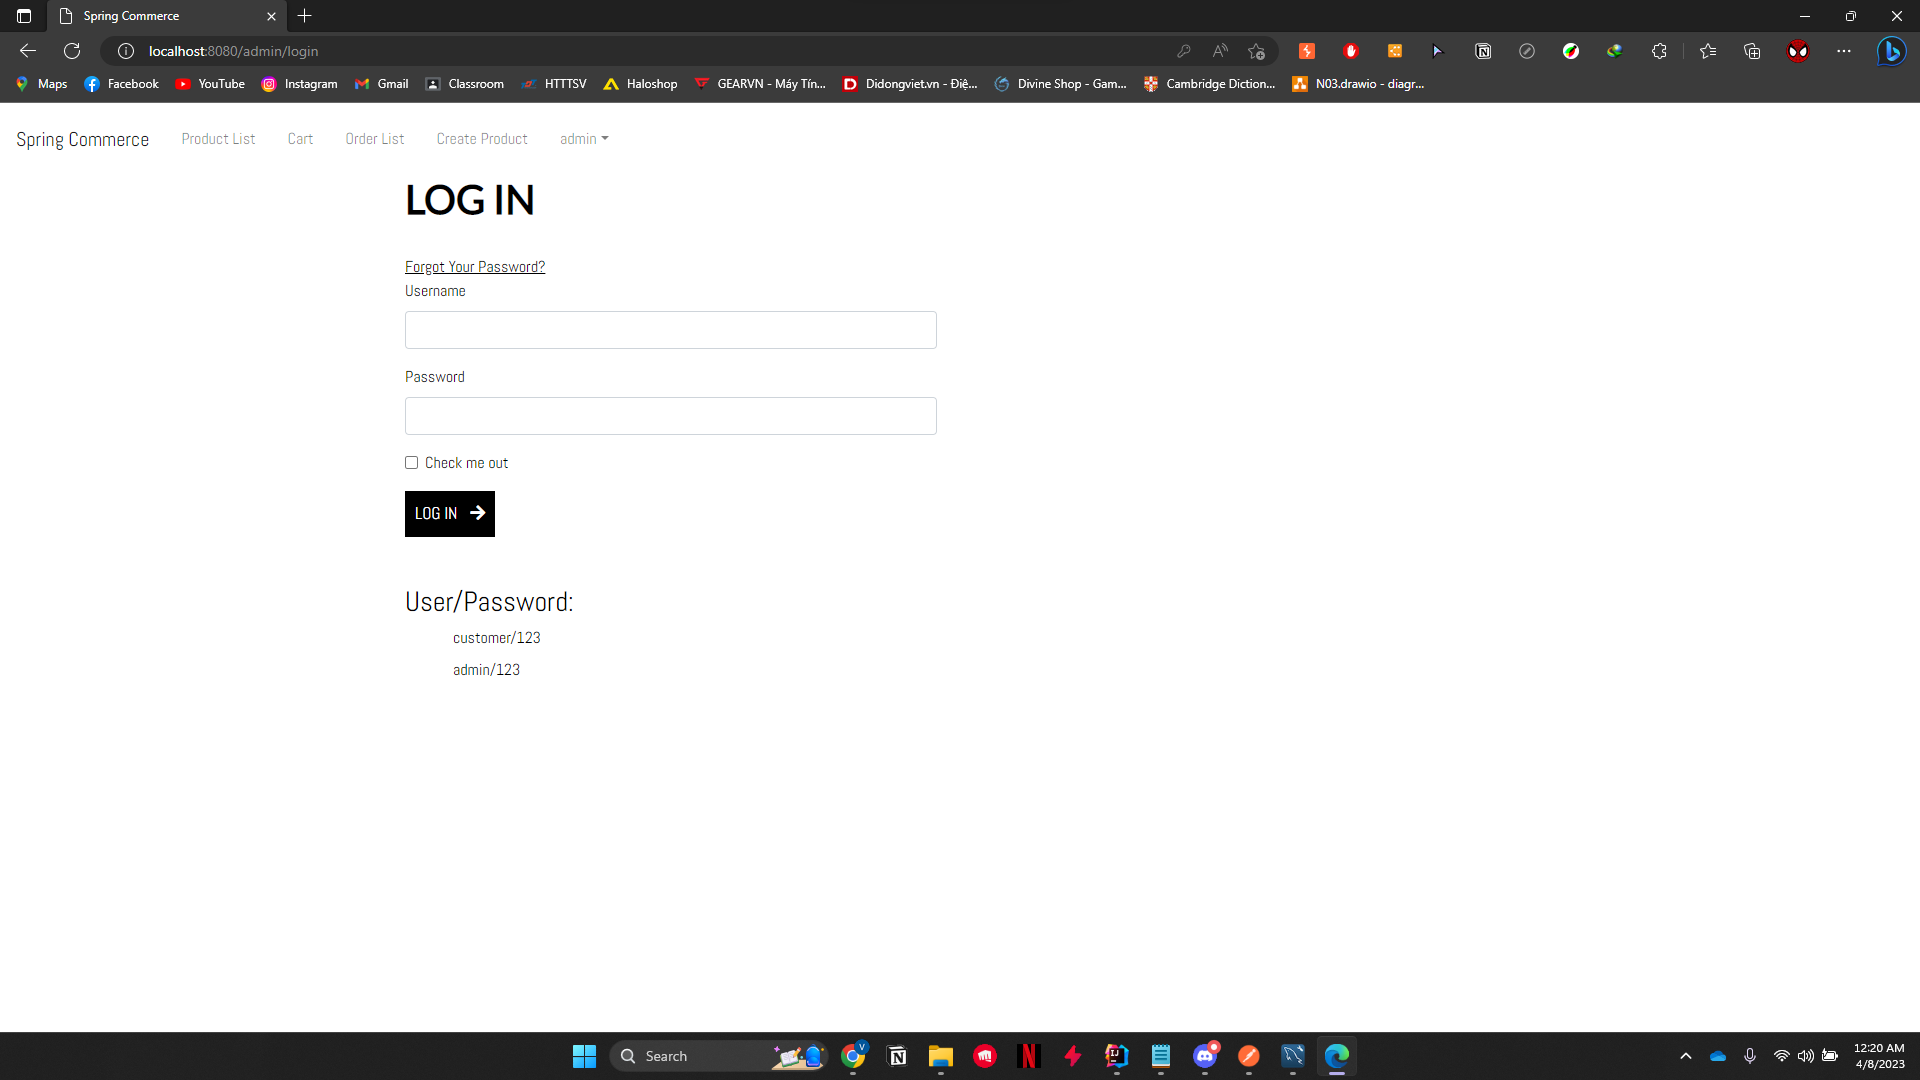 Spring Commerce
localhost:8080/admin/login
Maps Facebook YouTube Instagram Gmail Classroom HTTTSV Haloshop GEARVN - Máy Tín... Didongviet.vn - Điệ... Divine Shop - Gam... Cambridge Diction... N03.drawio - diagr...
Spring Commerce Product List Cart Order List Create Product admin
LOG IN
Forgot Your Password?
Username
Password
Check me out
LOG IN
User/Password:
customer/123
admin/123
Search
12:20 AM
4/8/2023